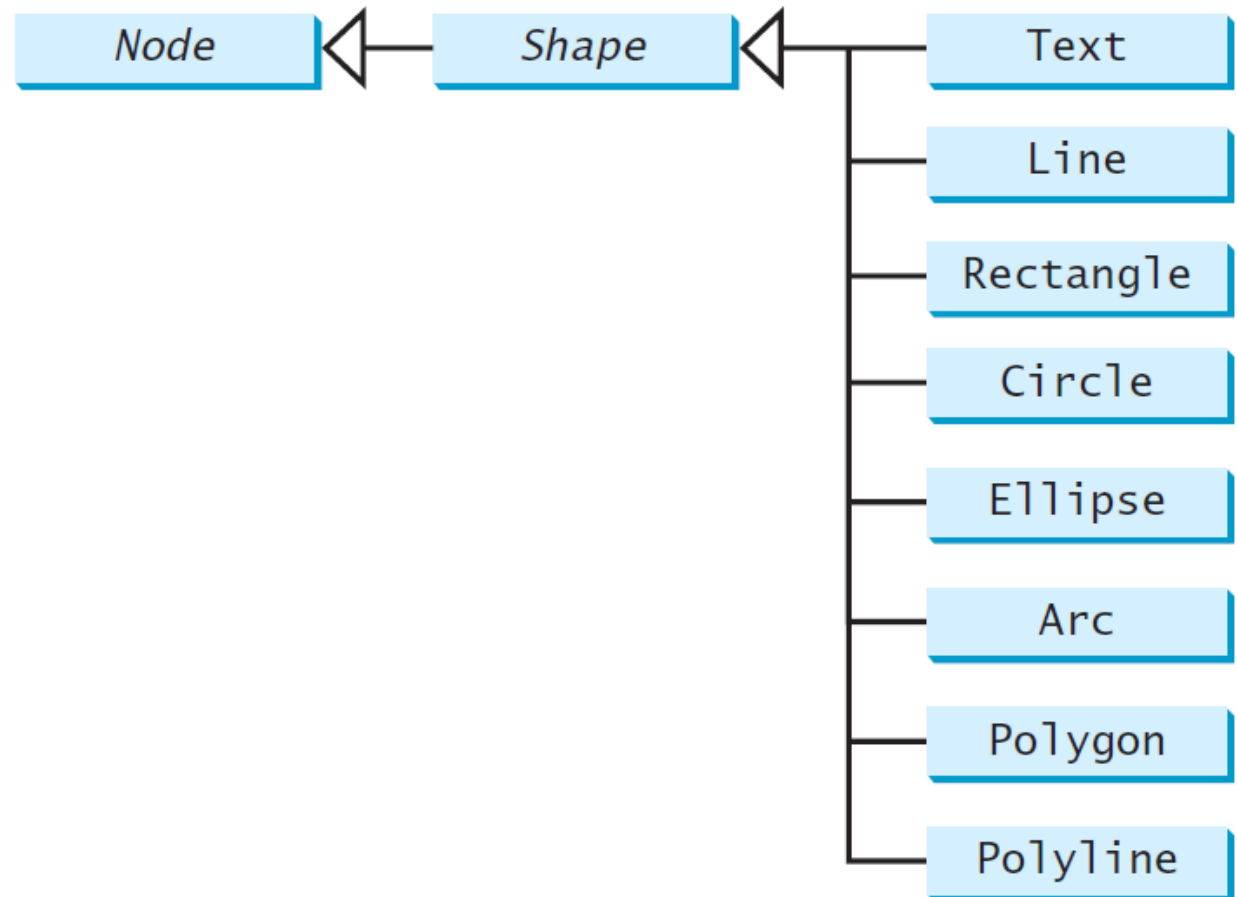 Node
Shape
Text
Line
Rectangle
Circle
Ellipse
Arc
Polygon
Polyline